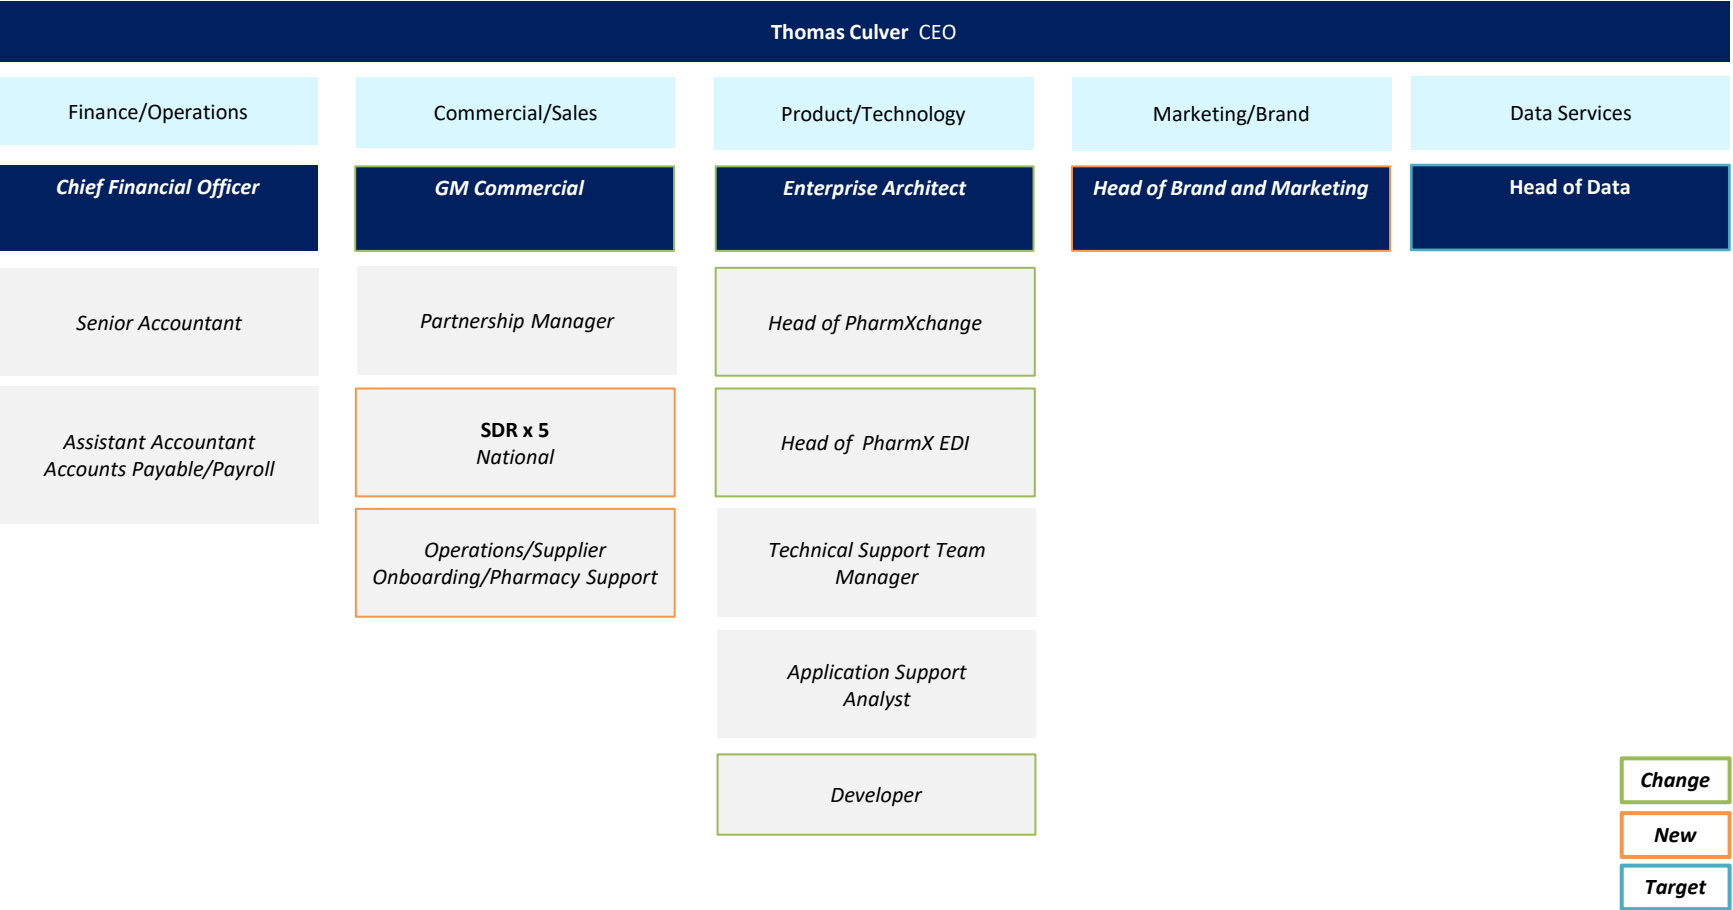 Thomas Culver CEO
Finance/Operations
Commercial/Sales
Product/Technology
Marketing/Brand
Data Services
Chief Financial Officer
GM Commercial
Enterprise Architect
Head of Brand and Marketing
Head of Data
Senior Accountant
Partnership Manager
Head of PharmXchange
Assistant Accountant
Accounts Payable/Payroll
SDR x 5
National
Head of PharmX EDI
Operations/Supplier
Onboarding/Pharmacy Support
Technical Support Team
Manager
Application Support
Analyst
Developer
Change
New
Target